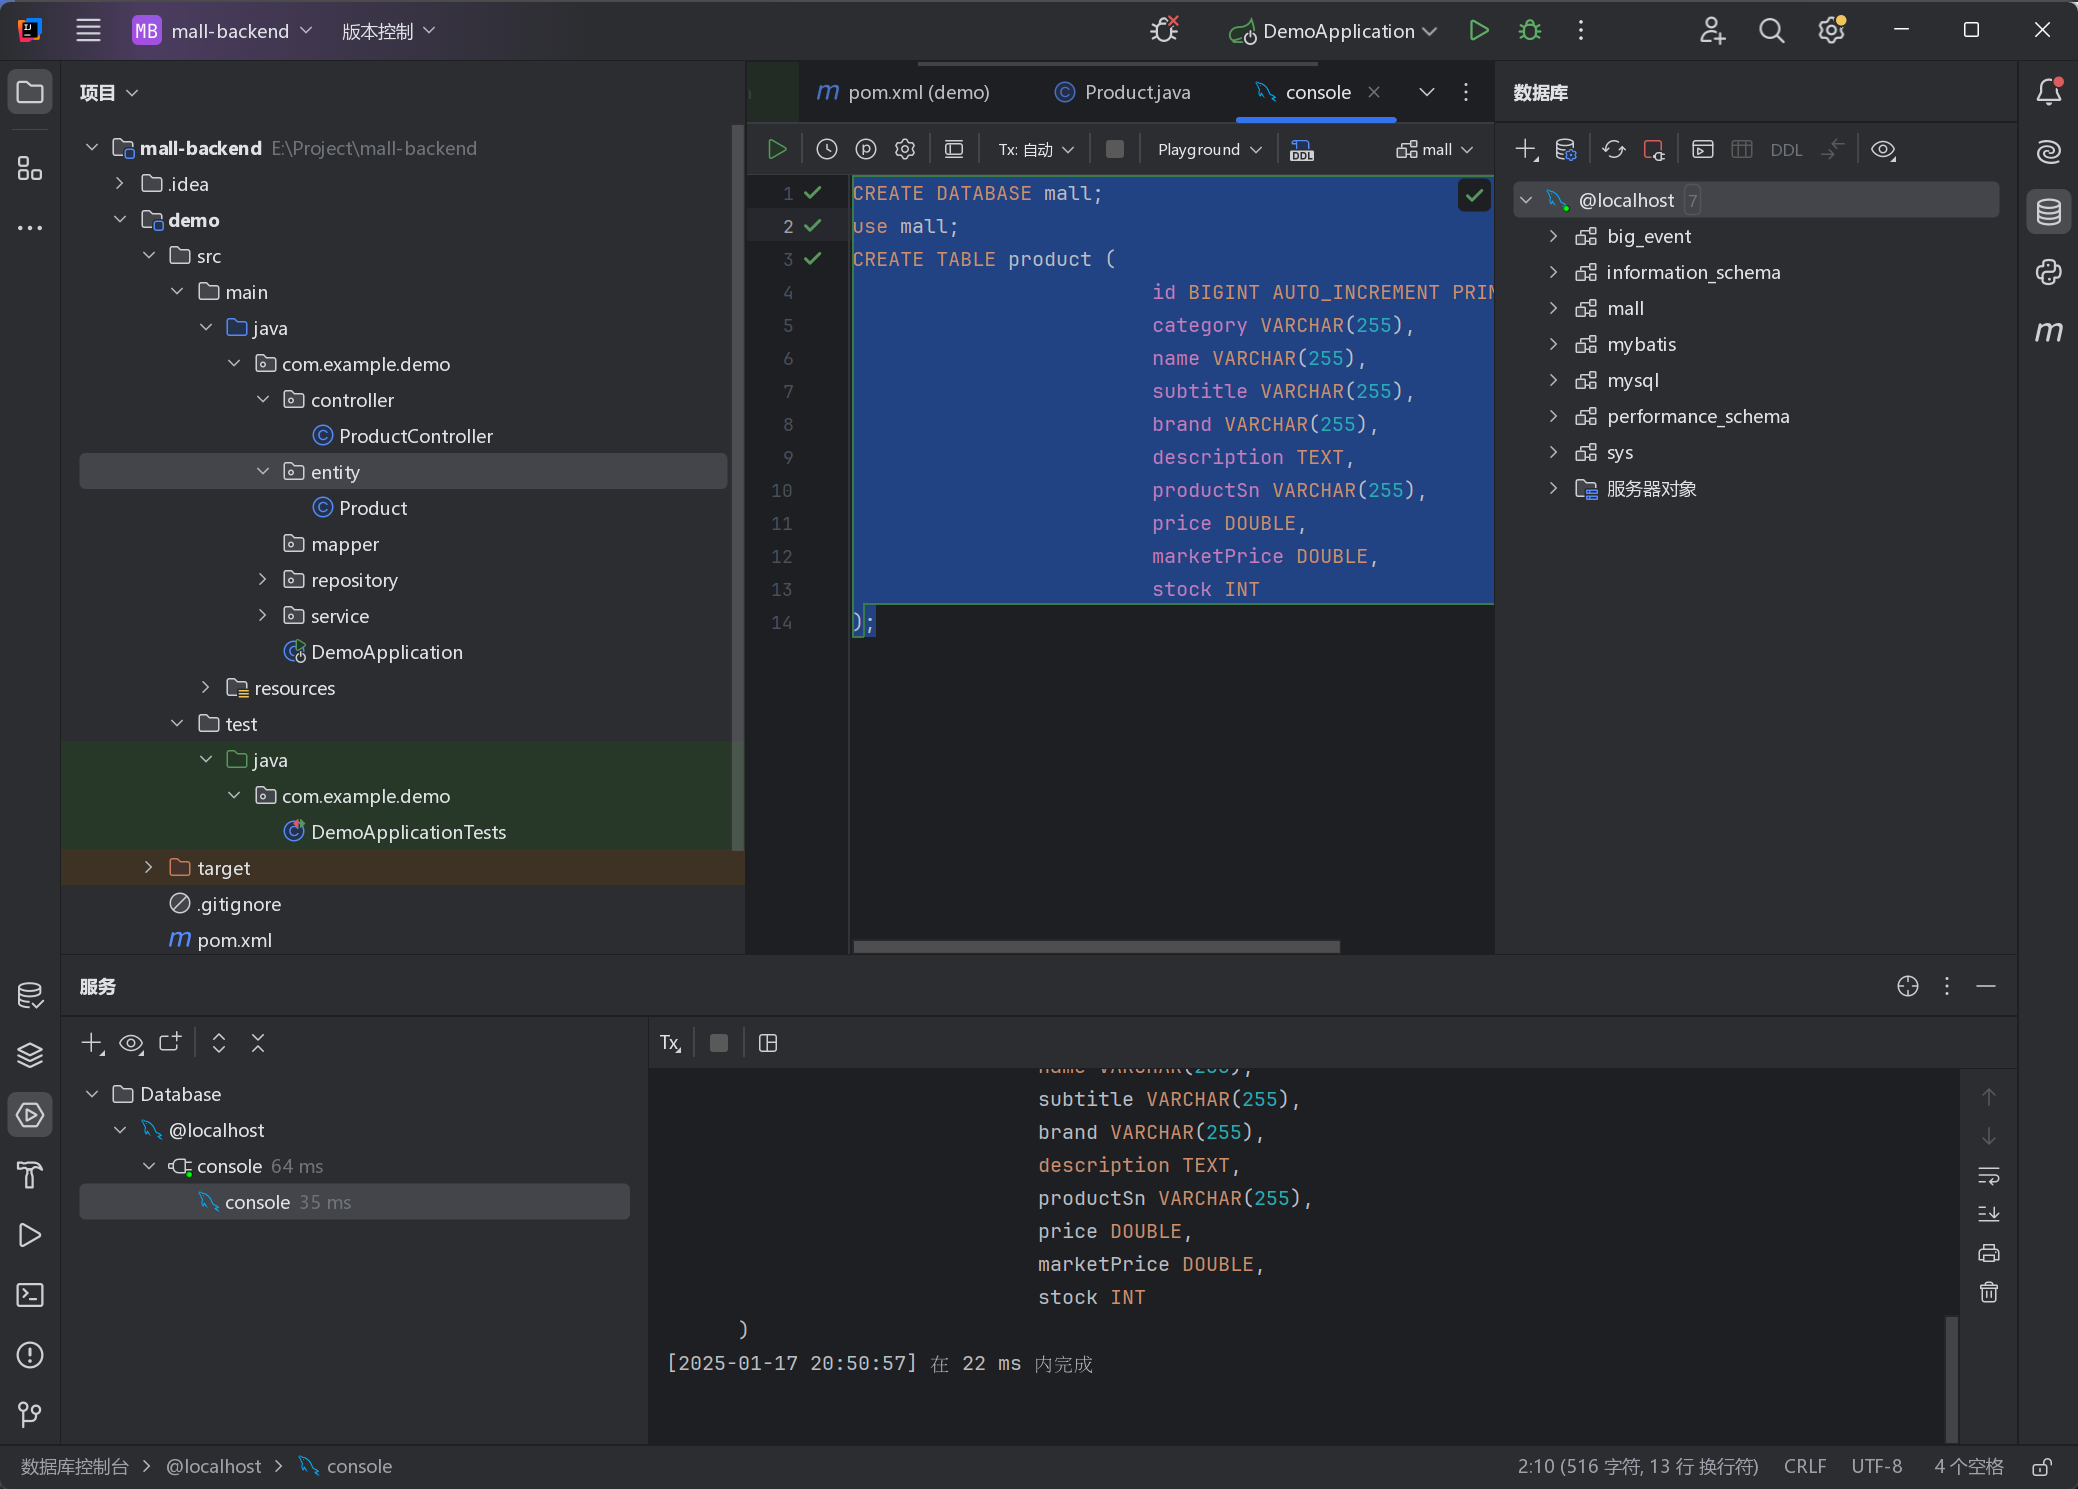 MB mall-backend 版本控制 DemoApplication
项目
mall-backend E:\Project\mall-backend
.idea
demo
src
main
java
com.example.demo
controller
ProductController
entity
Product
mapper
repository
service
DemoApplication
resources
test
java
com.example.demo
DemoApplicationTests
target
.gitignore
m pom.xml
m pom.xml (demo) Product.java console
Tx: 自动 Playground DDL mall
1 CREATE DATABASE mall;
2 use mall;
3 CREATE TABLE product (
4 id BIGINT AUTO_INCREMENT PRIM
5 category VARCHAR(255),
6 name VARCHAR(255),
7 subtitle VARCHAR(255),
8 brand VARCHAR(255),
9 description TEXT,
10 productSn VARCHAR(255),
11 price DOUBLE,
12 marketPrice DOUBLE,
13 stock INT
14 );
数据库
DDL
@localhost 7
big_event
information_schema
mall
mybatis
mysql
performance_schema
sys
服务器对象
m
服务
Database
@localhost
console 64 ms
console 35 ms
Tx
name VARCHAR(255),
subtitle VARCHAR(255),
brand VARCHAR(255),
description TEXT,
productSn VARCHAR(255),
price DOUBLE,
marketPrice DOUBLE,
stock INT
)
[2025-01-17 20:50:57] 在 22 ms 内完成
数据库控制台 > @localhost > console
2:10 (516 字符, 13 行 换行符) CRLF UTF-8 4 个空格